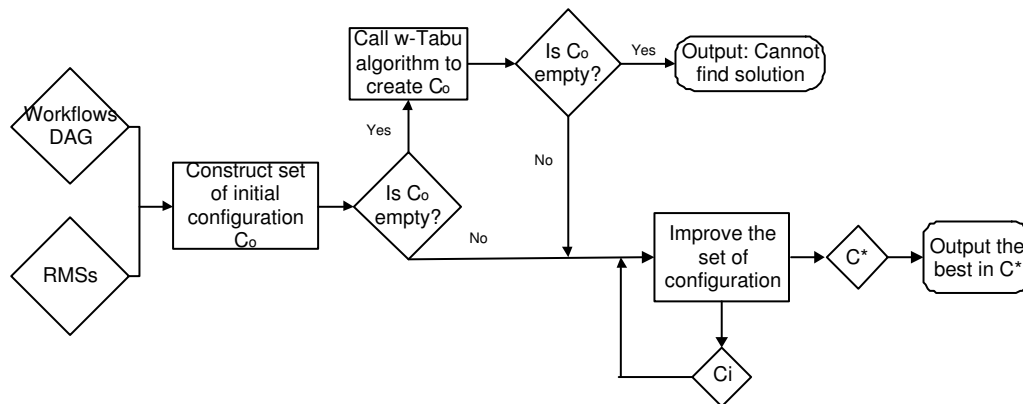 Workflows
DAG
RMSs
Construct set
of initial
configuration
Co
Is Co
empty?
Yes
No
Call w-Tabu
algorithm to
create Co
Is Co
empty?
Yes
No
Output: Cannot
find solution
Improve the
set of
configuration
Ci
C*
Output the
best in C*